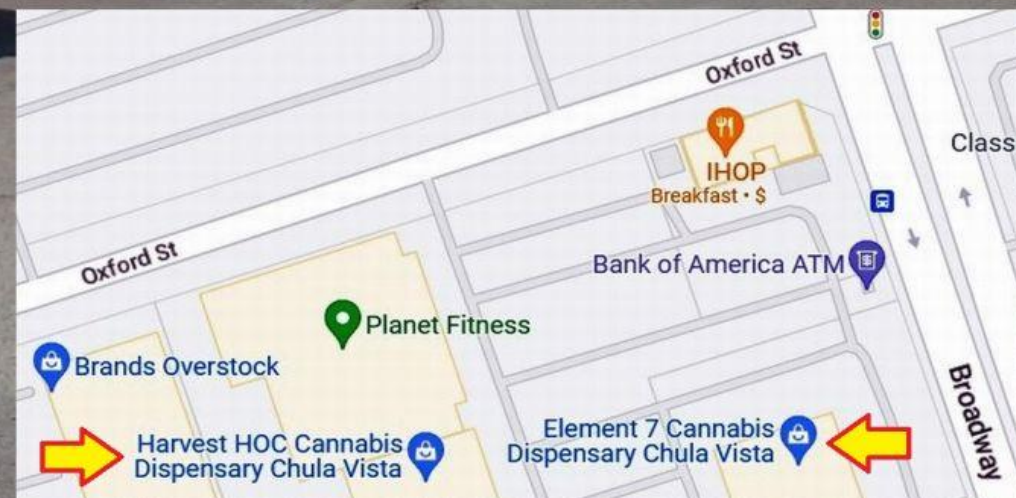 Oxford St
IHOP
Breakfast • $
Class
Oxford St
Bank of America ATM
Planet Fitness
Brands Overstock
Broadway
Harvest HOC Cannabis
Dispensary Chula Vista
Element 7 Cannabis
Dispensary Chula Vista